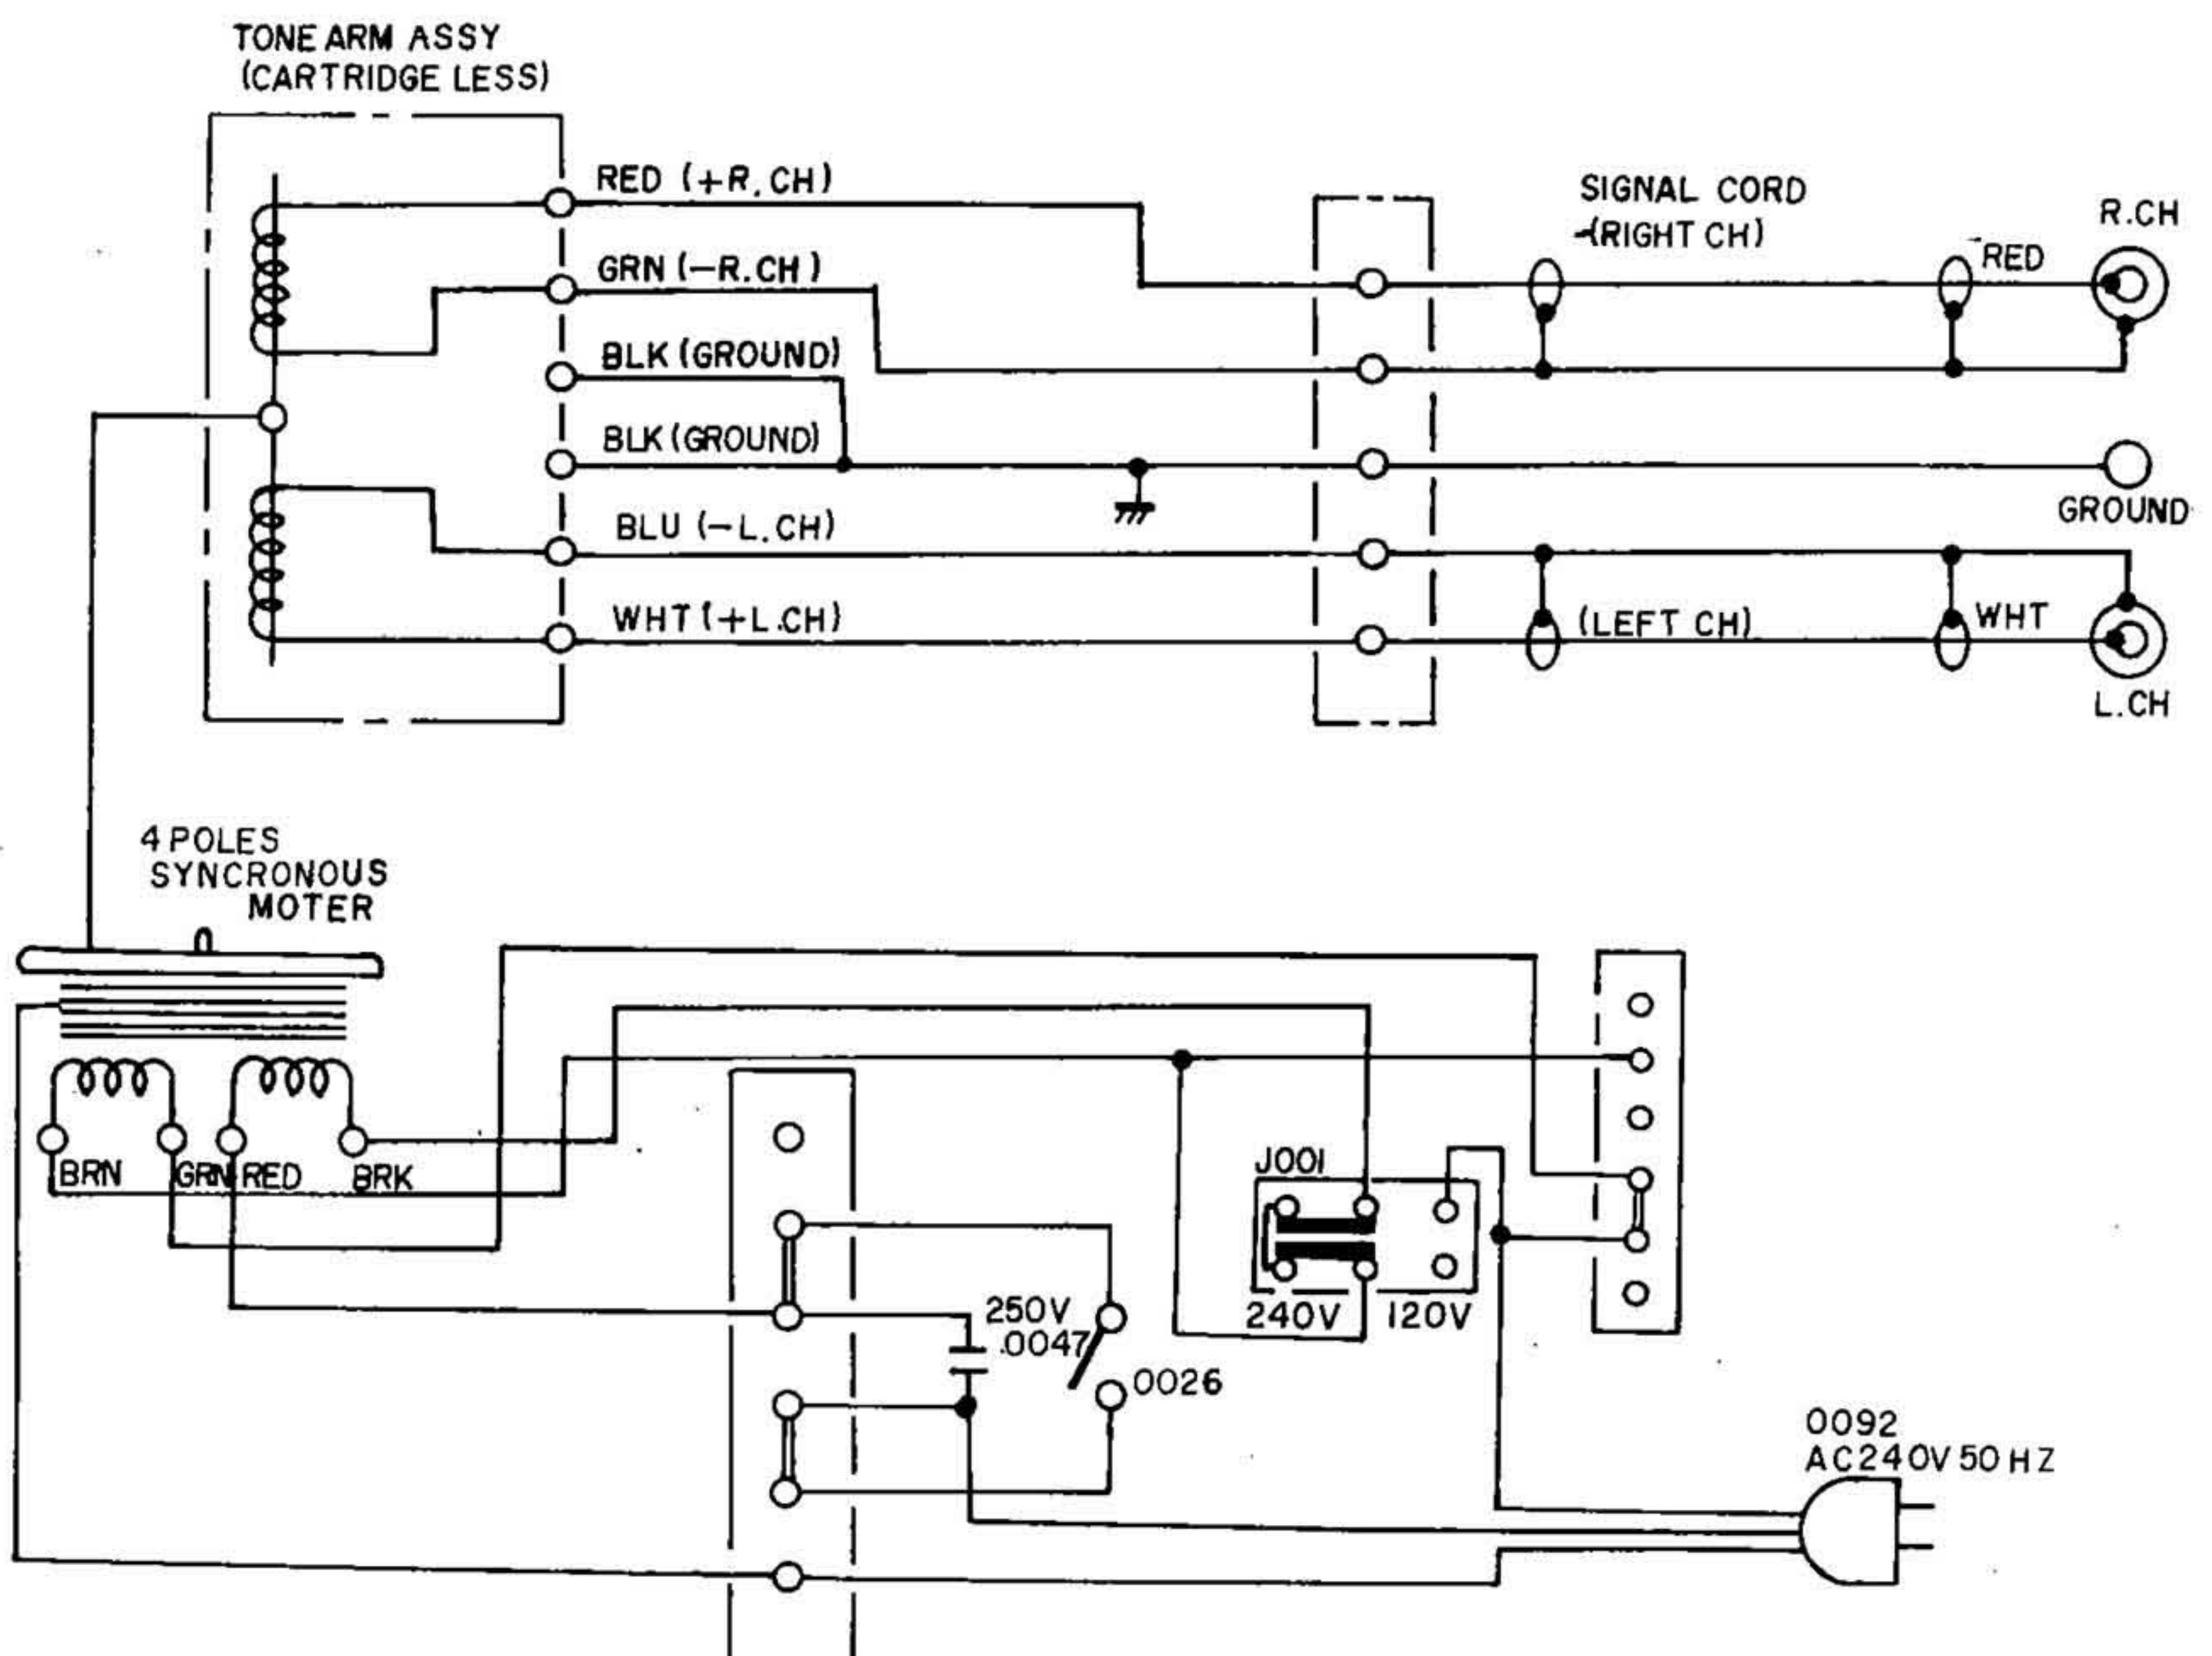 TONE ARM ASSY
(CARTRIDGE LESS)
RED (+R.CH)
GRN (-R.CH)
BLK (GROUND)
BLK (GROUND)
BLU (-L.CH)
WHT (+L.CH)
SIGNAL CORD
(RIGHT CH)
RED
R.CH
GROUND
(LEFT CH)
WHT
L.CH
4 POLES
SYNCRONOUS
MOTER
BRN
GRN
RED
BRK
J001
240V
120V
250V
.0047
0026
0092
AC240V 50HZ